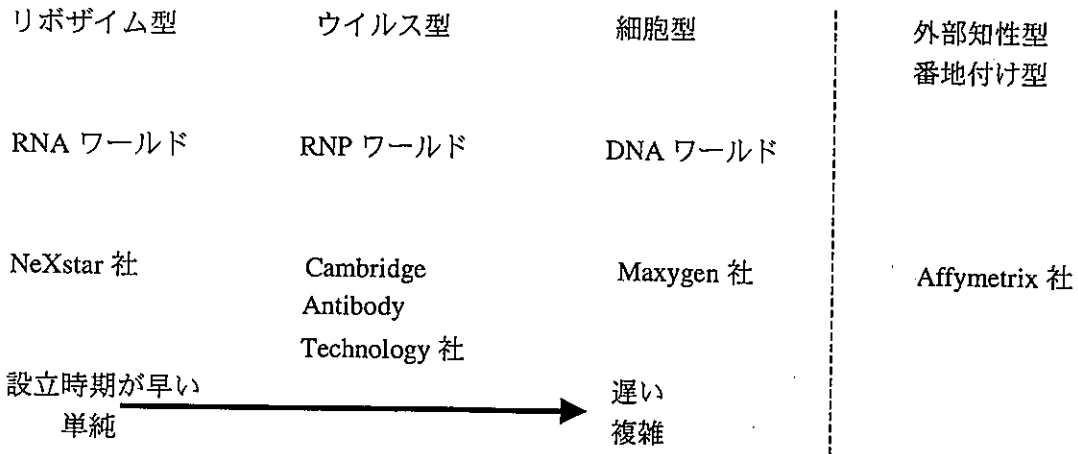 リボザイム型
ウイルス型
細胞型
外部知性型
番地付け型
RNA ワールド
RNP ワールド
DNA ワールド
NeXstar 社
Cambridge
Antibody
Technology 社
Maxygen 社
Affymetrix 社
設立時期が早い
単純
遅い
複雑